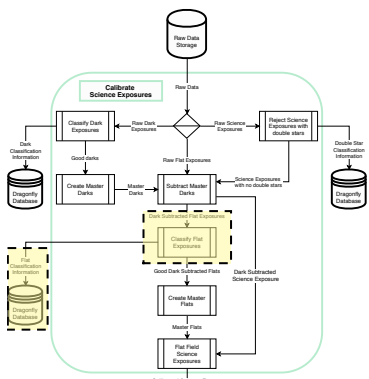 Raw Data
Storage
Calibrate
Science Exposures
Raw Data
Classify Dark
Exposures
Raw Dark
Exposures
Raw Science
Exposures
Reject Science
Exposures with
double stars
Dark
Classification
Information
Double Star
Classification
Information
Good darks
Raw Flat Exposures
Dragonfly
Database
Create Master
Darks
Master
Darks
Subtract Master
Darks
Science Exposures
with no double stars
Dragonfly
Database
Dark Subtracted Flat Exposures
Flat
Classification
Information
Classify Flat
Exposures
Good Dark Subtracted Flats
Dark Subtracted
Science Exposure
Dragonfly
Database
Create Master
Flats
Master Flats
Flat Field
Science
Exposures